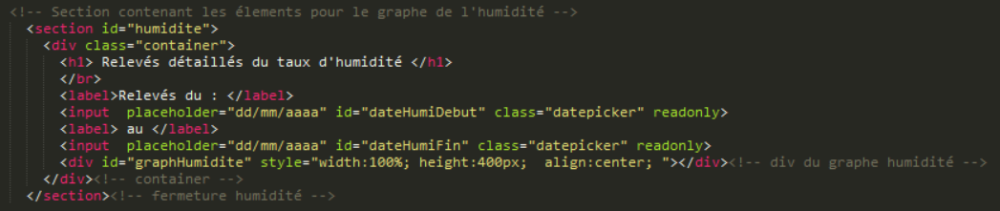 <!-- Section contenant les élements pour le graphe de l'humidité -->
<section id="humidite">
<div class="container">
<h1> Relevés détaillés du taux d'humidité </h1>
</br>
<label>Relevés du : </label>
<input  placeholder="dd/mm/aaaa" id="dateHumiDebut" class="datepicker" readonly>
<label> au </label>
<input  placeholder="dd/mm/aaaa" id="dateHumiFin" class="datepicker" readonly>
<div id="graphHumidite" style="width:100%; height:400px;  align:center; "></div><!-- div du graphe humidité -->
</div><!-- container -->
</section><!-- fermeture humidité -->